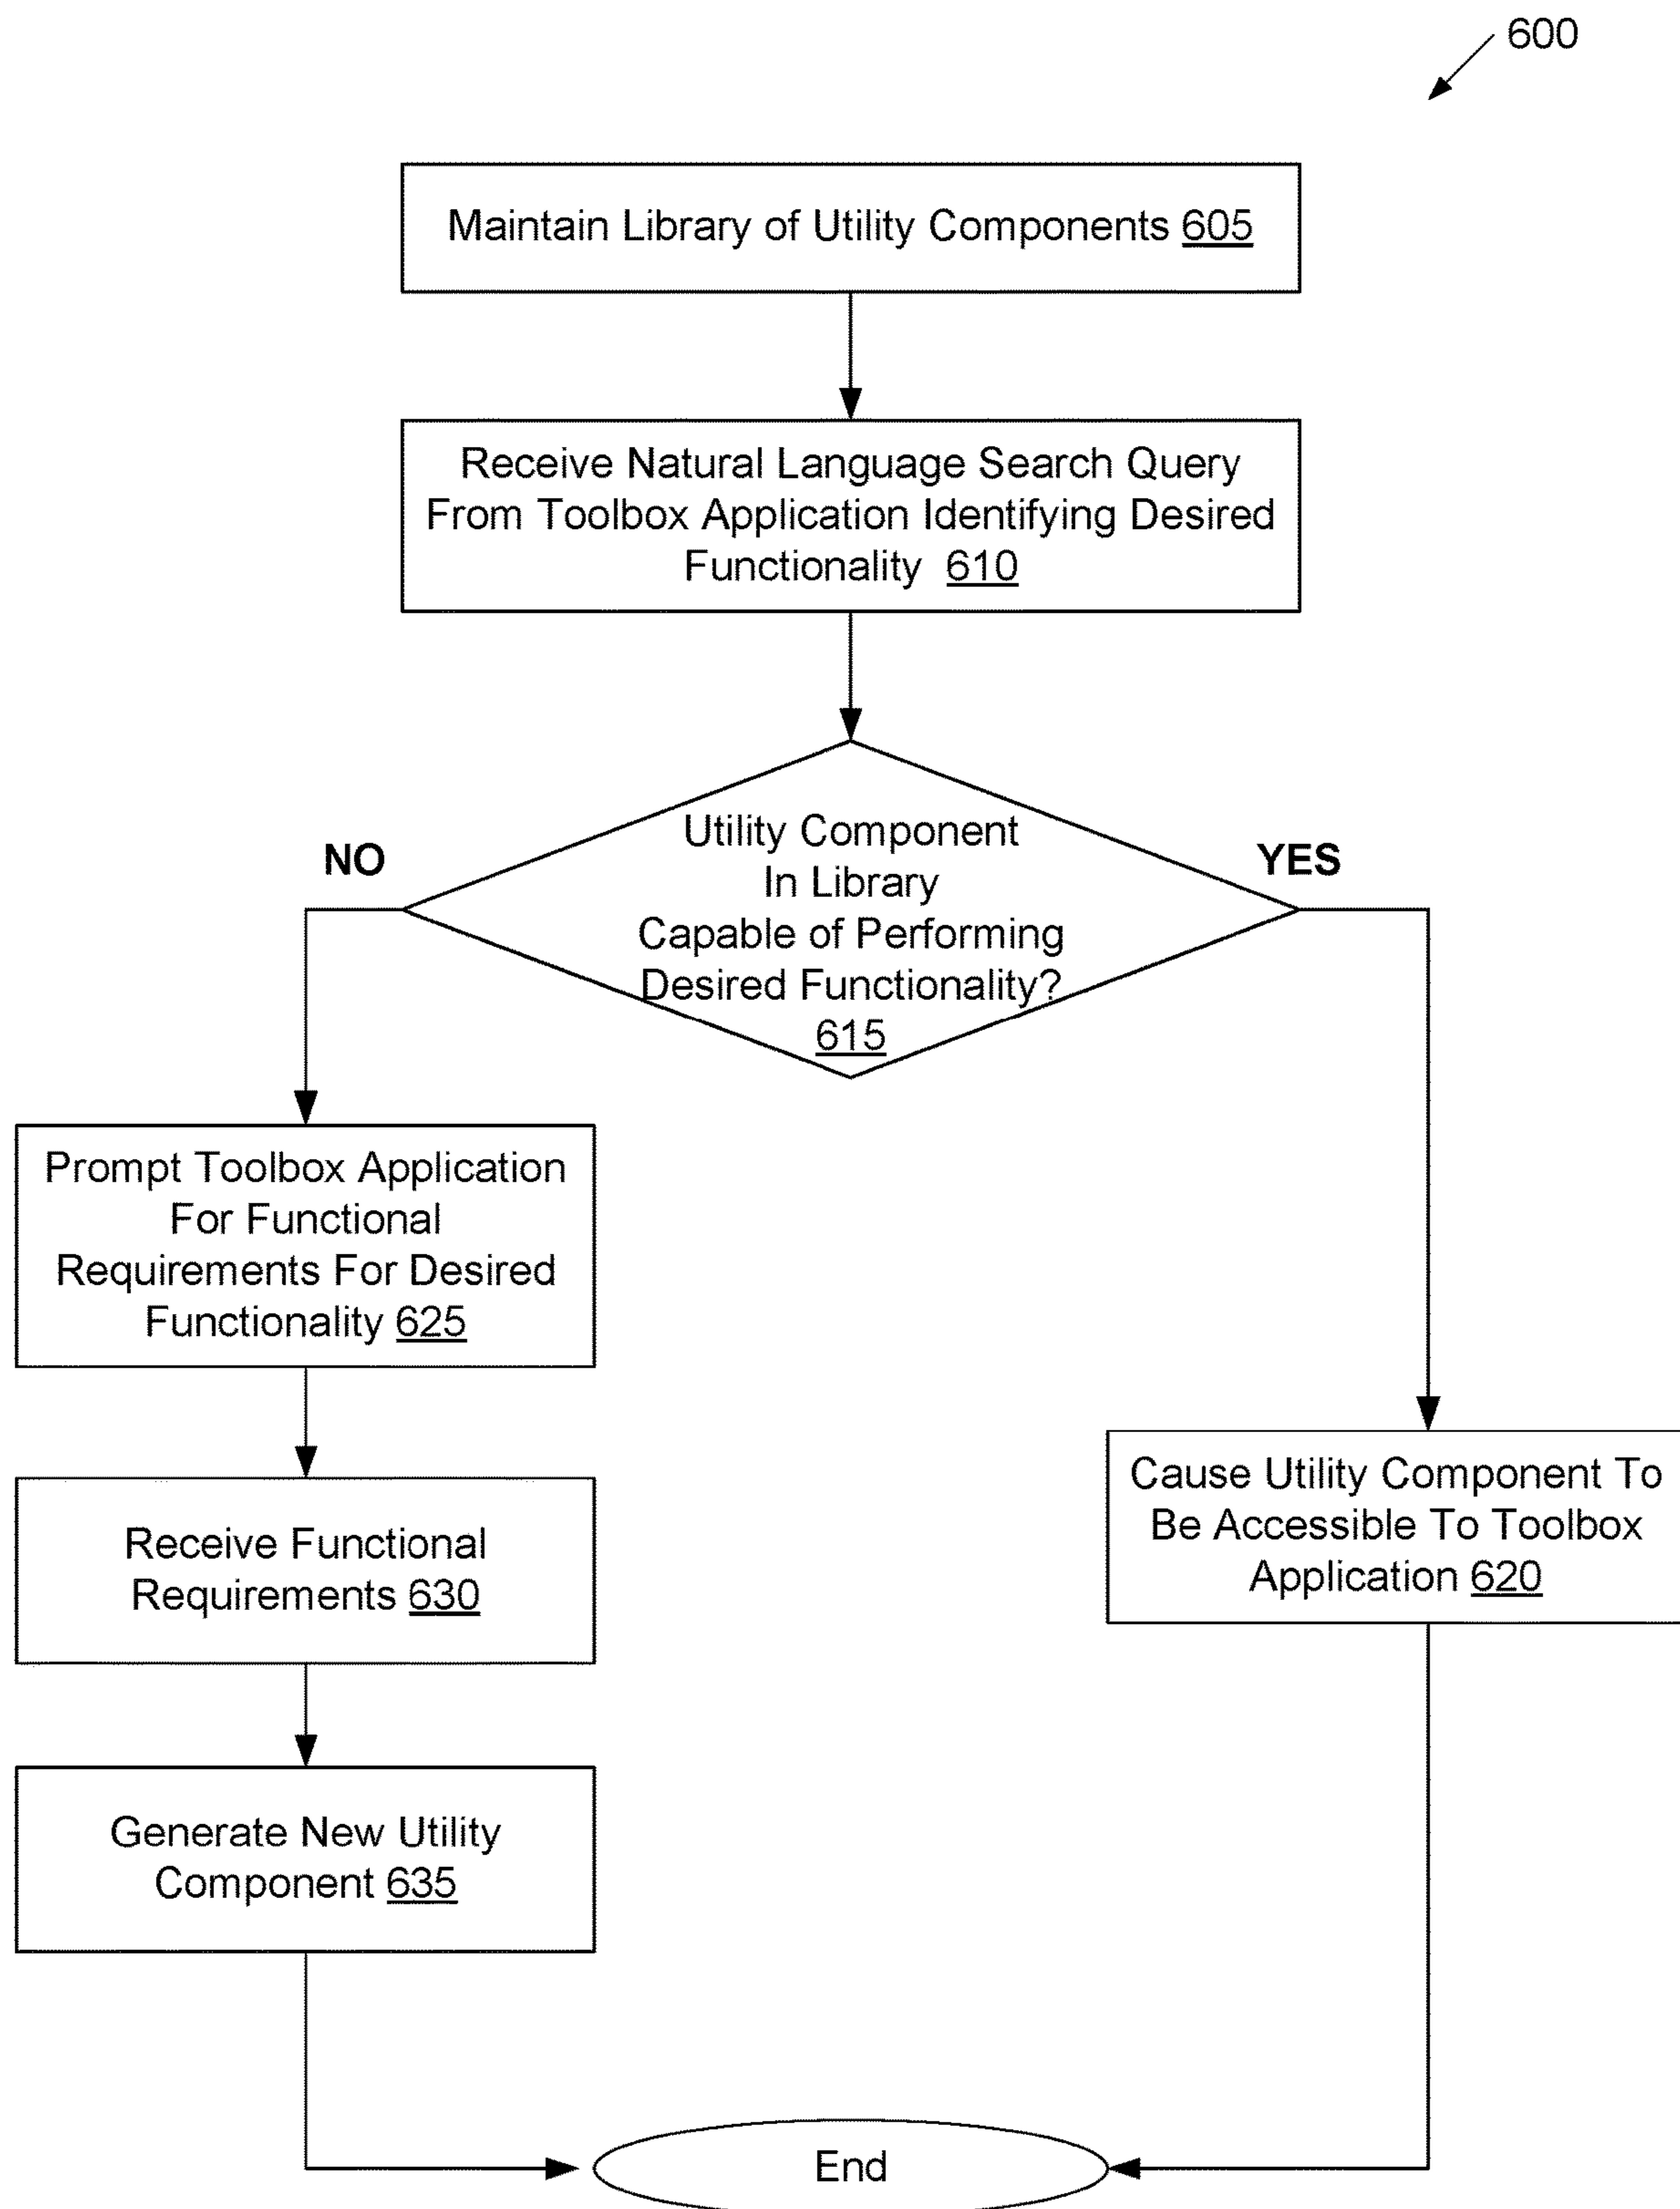 600
Maintain Library of Utility Components 605
Receive Natural Language Search Query
From Toolbox Application Identifying Desired
Functionality 610
NO
YES
Utility Component
In Library
Capable of Performing
Desired Functionality?
615
Prompt Toolbox Application
For Functional
Requirements For Desired
Functionality 625
Cause Utility Component To
Be Accessible To Toolbox
Application 620
Receive Functional
Requirements 630
Generate New Utility
Component 635
End